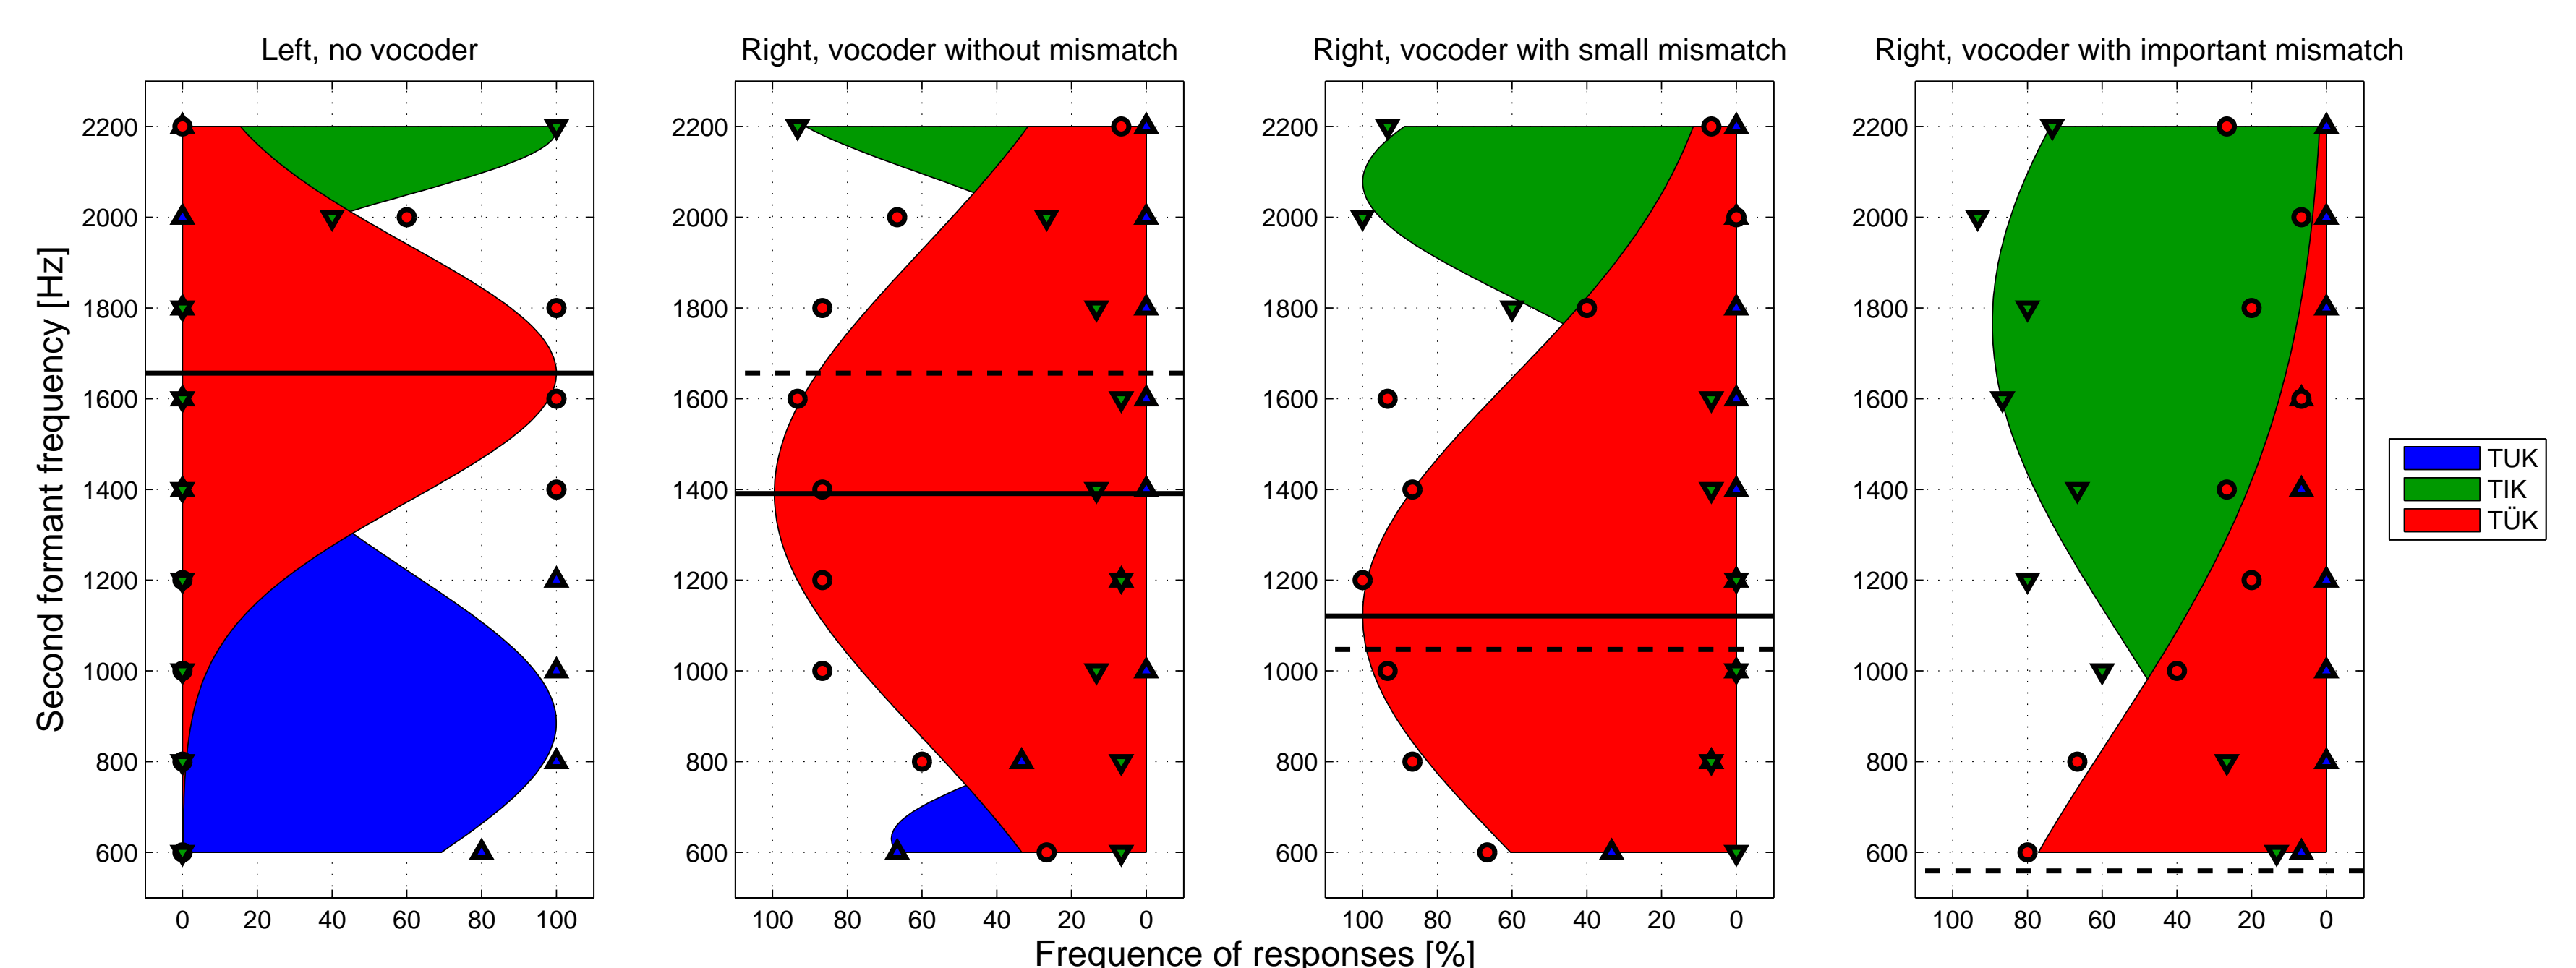 Left, no vocoder
Right, vocoder without mismatch
Right, vocoder with small mismatch
Right, vocoder with important mismatch
Second formant frequency [Hz]
2200
2000
1800
1600
1400
1200
1000
800
600
0 20 40 60 80 100
2200
2000
1800
1600
1400
1200
1000
800
600
100 80 60 40 20 0
2200
2000
1800
1600
1400
1200
1000
800
600
100 80 60 40 20 0
2200
2000
1800
1600
1400
1200
1000
800
600
100 80 60 40 20 0
TUK
TIK
TÜK
Frequence of responses [%]